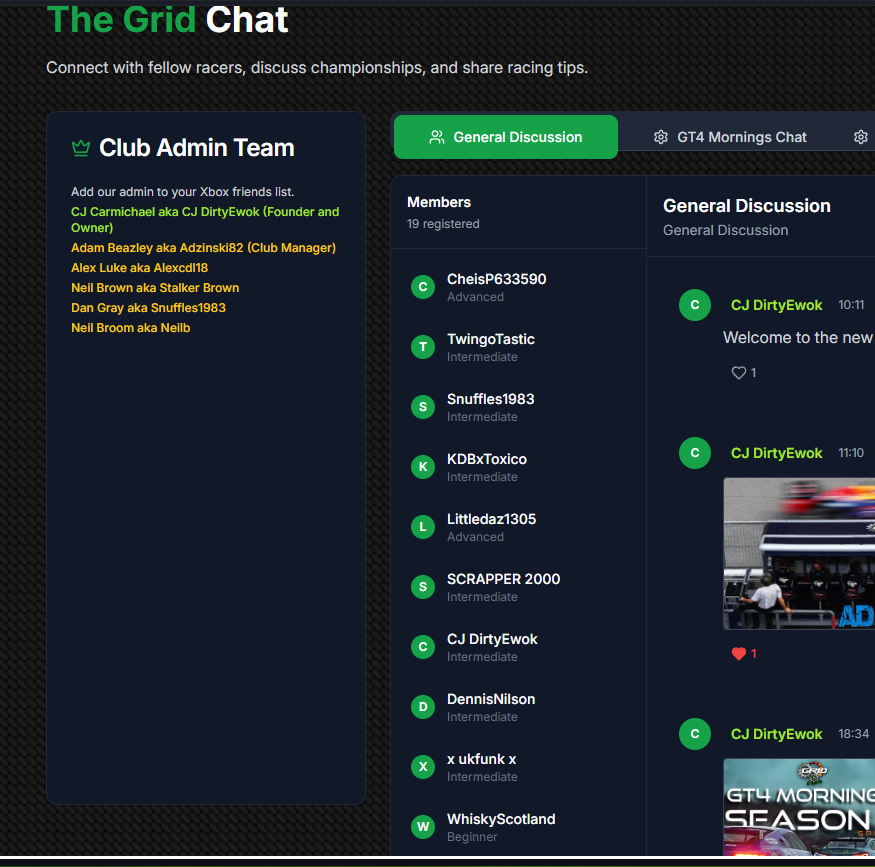 The Grid Chat
Connect with fellow racers, discuss championships, and share racing tips.
Club Admin Team
Add our admin to your Xbox friends list.
CJ Carmichael aka CJ DirtyEwok (Founder and
Owner)
Adam Beazley aka Adzinski82 (Club Manager)
Alex Luke aka Alexcdl18
Neil Brown aka Stalker Brown
Dan Gray aka Snuffles1983
Neil Broom aka Neilb
General Discussion
GT4 Mornings Chat
Members
19 registered
C
CheisP633590
Advanced
T
TwingoTastic
Intermediate
S
Snuffles1983
Intermediate
K
KDBxToxico
Intermediate
L
Littledaz1305
Advanced
S
SCRAPPER 2000
Intermediate
C
CJ DirtyEwok
Intermediate
D
DennisNilson
Intermediate
X
x ukfunk x
Intermediate
W
WhiskyScotland
Beginner
General Discussion
General Discussion
C
CJ DirtyEwok 10:11
Welcome to the new
1
C
CJ DirtyEwok 11:10
AD
1
C
CJ DirtyEwok 18:34
GRID
GT4 MORNING
SEASON